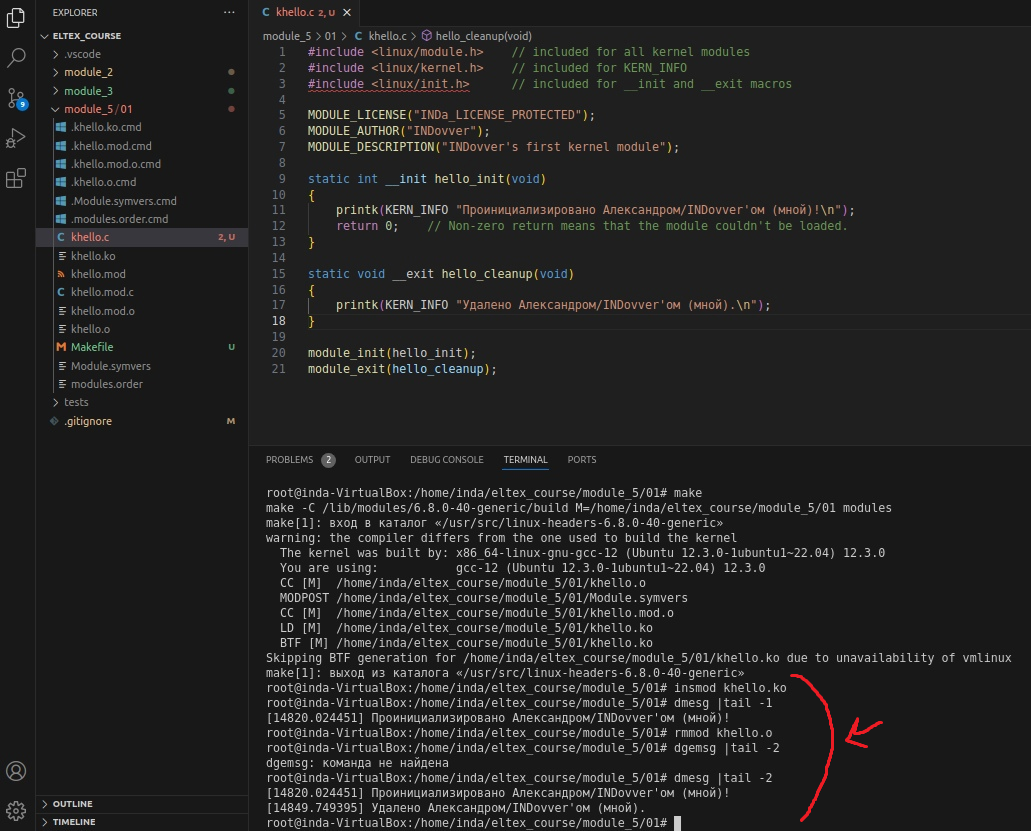 EXPLORER ...
ELTEX_COURSE
.vscode
module_2
module_3
module_5/01
.khello.ko.cmd
.khello.mod.cmd
.khello.mod.o.cmd
.khello.o.cmd
.Module.symvers.cmd
.modules.order.cmd
C khello.c 2, U
khello.ko
khello.mod
C khello.mod.c
khello.mod.o
khello.o
M Makefile U
Module.symvers
modules.order
tests
.gitignore M
OUTLINE
TIMELINE
9
C khello.c 2, U
module_5 > 01 > C khello.c > hello_cleanup(void)
1 #include <linux/module.h>    // included for all kernel modules
2 #include <linux/kernel.h>    // included for KERN_INFO
3 #include <linux/init.h>      // included for __init and __exit macros
4
5 MODULE_LICENSE("INDa_LICENSE_PROTECTED");
6 MODULE_AUTHOR("INDovver");
7 MODULE_DESCRIPTION("INDovver's first kernel module");
8
9 static int __init hello_init(void)
10 {
11     printk(KERN_INFO "Проинициализировано Александром/INDovver'ом (мной)!\n");
12     return 0;    // Non-zero return means that the module couldn't be loaded.
13 }
14
15 static void __exit hello_cleanup(void)
16 {
17     printk(KERN_INFO "Удалено Александром/INDovver'ом (мной).\n");
18 }
19
20 module_init(hello_init);
21 module_exit(hello_cleanup);
PROBLEMS 2 OUTPUT DEBUG CONSOLE TERMINAL PORTS
root@inda-VirtualBox:/home/inda/eltex_course/module_5/01# make
make -C /lib/modules/6.8.0-40-generic/build M=/home/inda/eltex_course/module_5/01 modules
make[1]: вход в каталог «/usr/src/linux-headers-6.8.0-40-generic»
warning: the compiler differs from the one used to build the kernel
  The kernel was built by: x86_64-linux-gnu-gcc-12 (Ubuntu 12.3.0-1ubuntu1~22.04) 12.3.0
  You are using:           gcc-12 (Ubuntu 12.3.0-1ubuntu1~22.04) 12.3.0
  CC [M]  /home/inda/eltex_course/module_5/01/khello.o
  MODPOST /home/inda/eltex_course/module_5/01/Module.symvers
  CC [M]  /home/inda/eltex_course/module_5/01/khello.mod.o
  LD [M]  /home/inda/eltex_course/module_5/01/khello.ko
  BTF [M] /home/inda/eltex_course/module_5/01/khello.ko
Skipping BTF generation for /home/inda/eltex_course/module_5/01/khello.ko due to unavailability of vmlinux
make[1]: выход из каталога «/usr/src/linux-headers-6.8.0-40-generic»
root@inda-VirtualBox:/home/inda/eltex_course/module_5/01# insmod khello.ko
root@inda-VirtualBox:/home/inda/eltex_course/module_5/01# dmesg |tail -1
[14820.024451] Проинициализировано Александром/INDovver'ом (мной)!
root@inda-VirtualBox:/home/inda/eltex_course/module_5/01# rmmod khello.o
root@inda-VirtualBox:/home/inda/eltex_course/module_5/01# dgemsg |tail -2
dgemsg: команда не найдена
root@inda-VirtualBox:/home/inda/eltex_course/module_5/01# dmesg |tail -2
[14820.024451] Проинициализировано Александром/INDovver'ом (мной)!
[14849.749395] Удалено Александром/INDovver'ом (мной).
root@inda-VirtualBox:/home/inda/eltex_course/module_5/01#